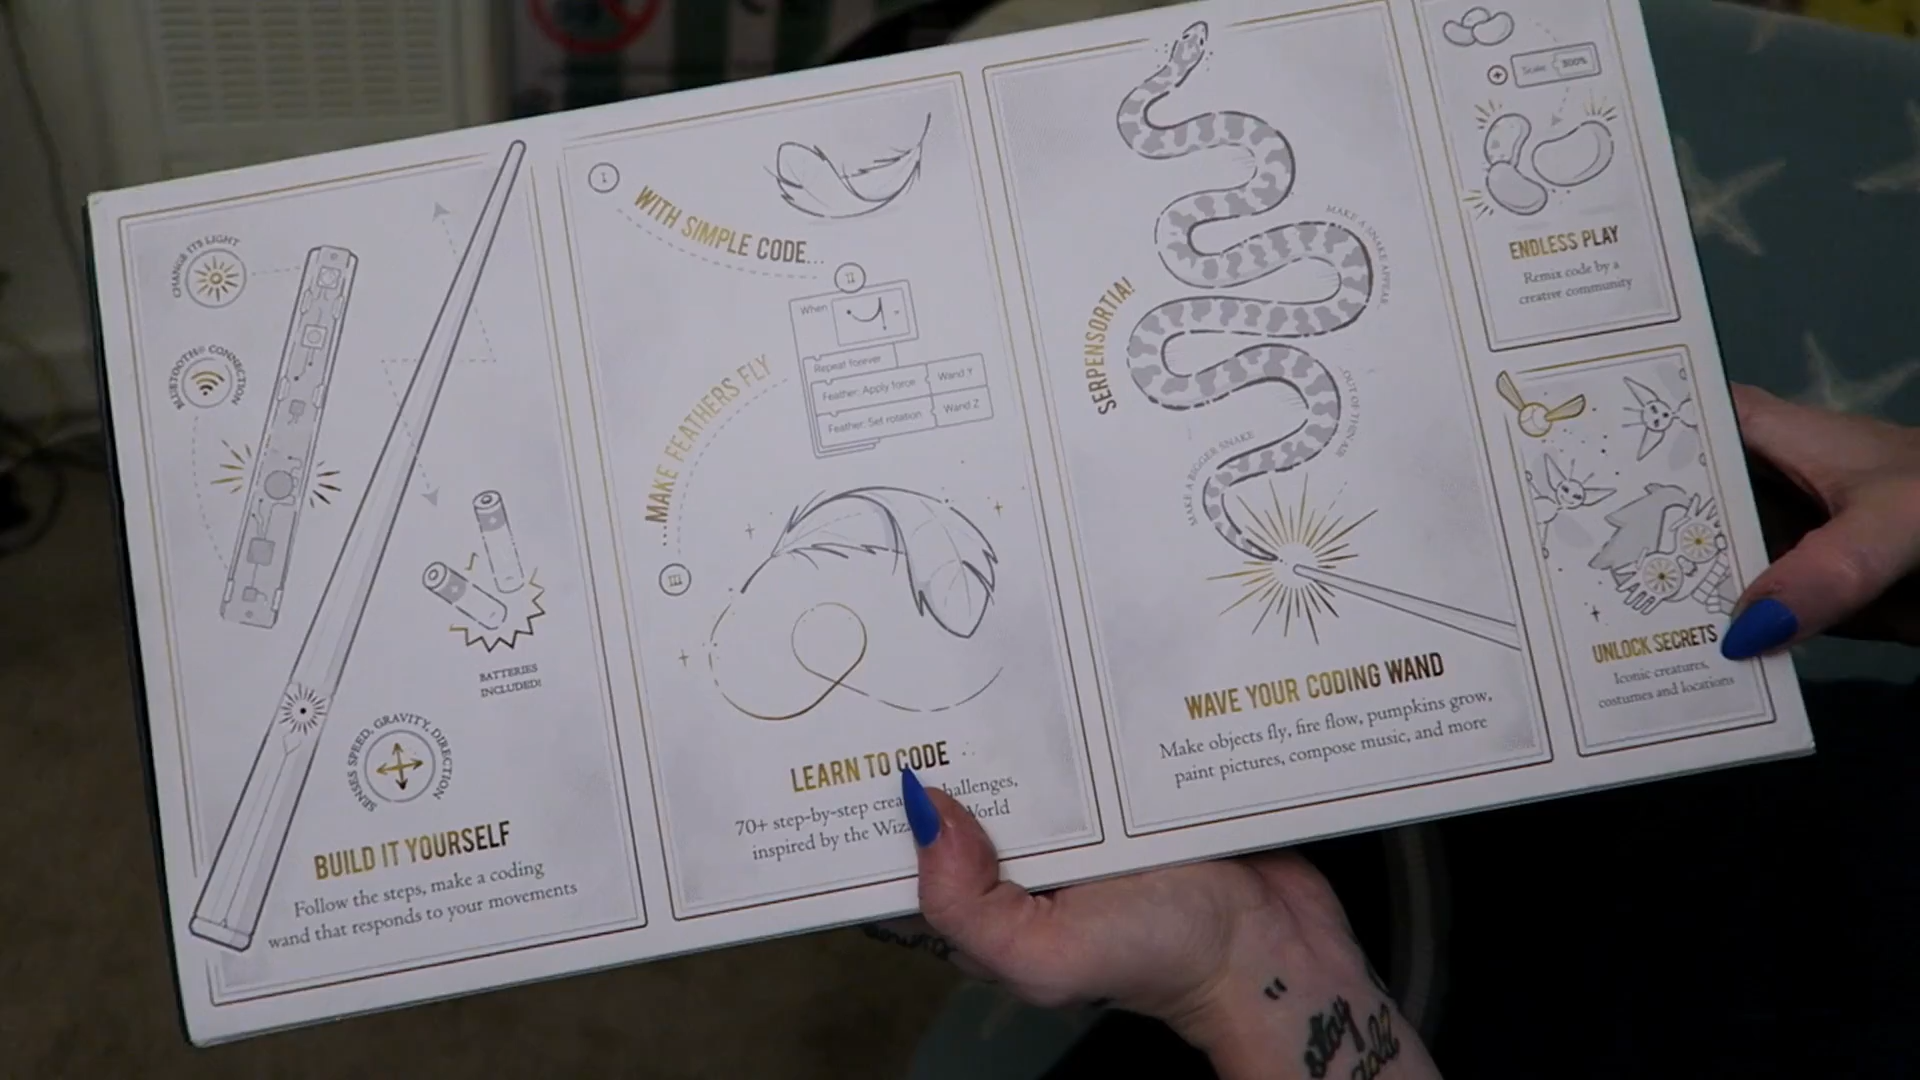 CHANGE ITS LIGHT
BLUETOOTH® CONNECTION
BATTERIES
INCLUDED!
SENSES SPEED, GRAVITY, DIRECTION
BUILD IT YOURSELF
Follow the steps, make a coding
wand that responds to your movements
I
WITH SIMPLE CODE...
II
When
Repeat forever
Feather: Apply force Wand Y
Feather: Set rotation Wand Z
...MAKE FEATHERS FLY
III
LEARN TO CODE
70+ step-by-step challenges,
inspired by the World
SERPENSORTIA!
MAKE A SNAKE APPEAR
OUT OF THIN AIR
MAKE A BIGGER SNAKE
WAVE YOUR CODING WAND
Make objects fly, fire flow, pumpkins grow,
paint pictures, compose music, and more
Scale 300%
ENDLESS PLAY
Remix code by a
creative community
UNLOCK SECRETS
Iconic creatures,
costumes and locations
"stay
gold